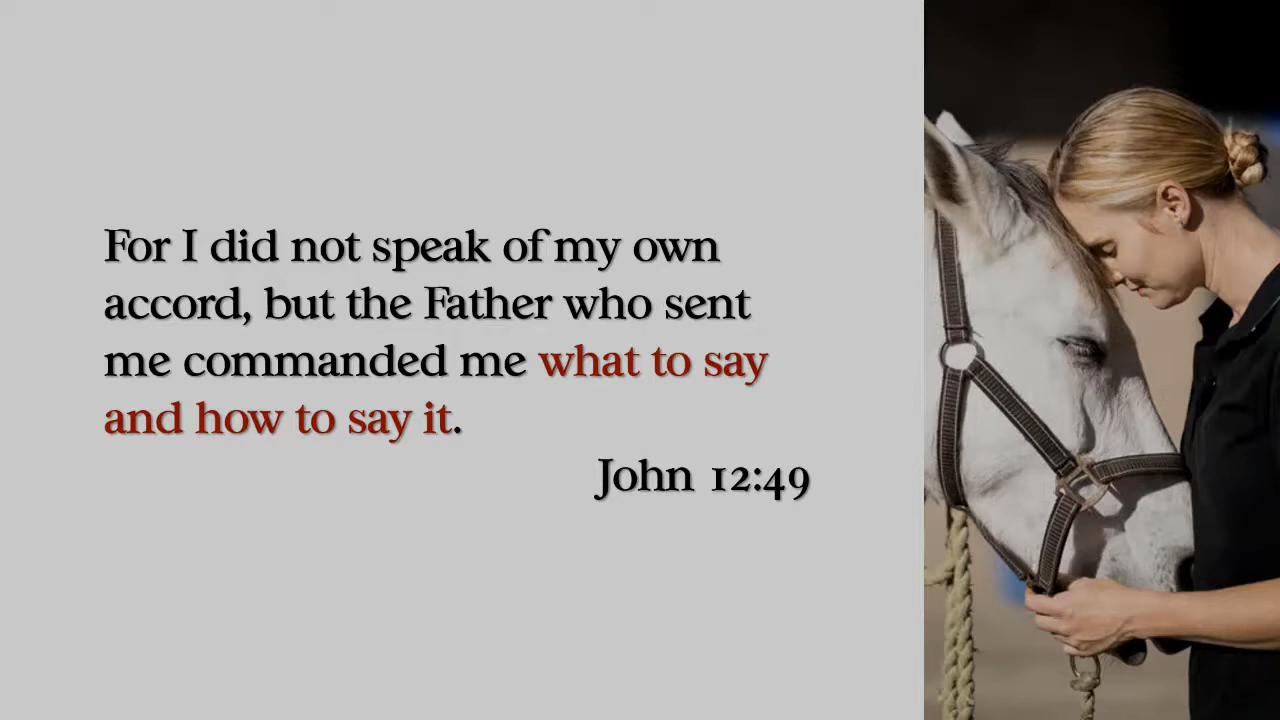 For I did not speak of my own
accord, but the Father who sent
me commanded me what to say
and how to say it.
John 12:49